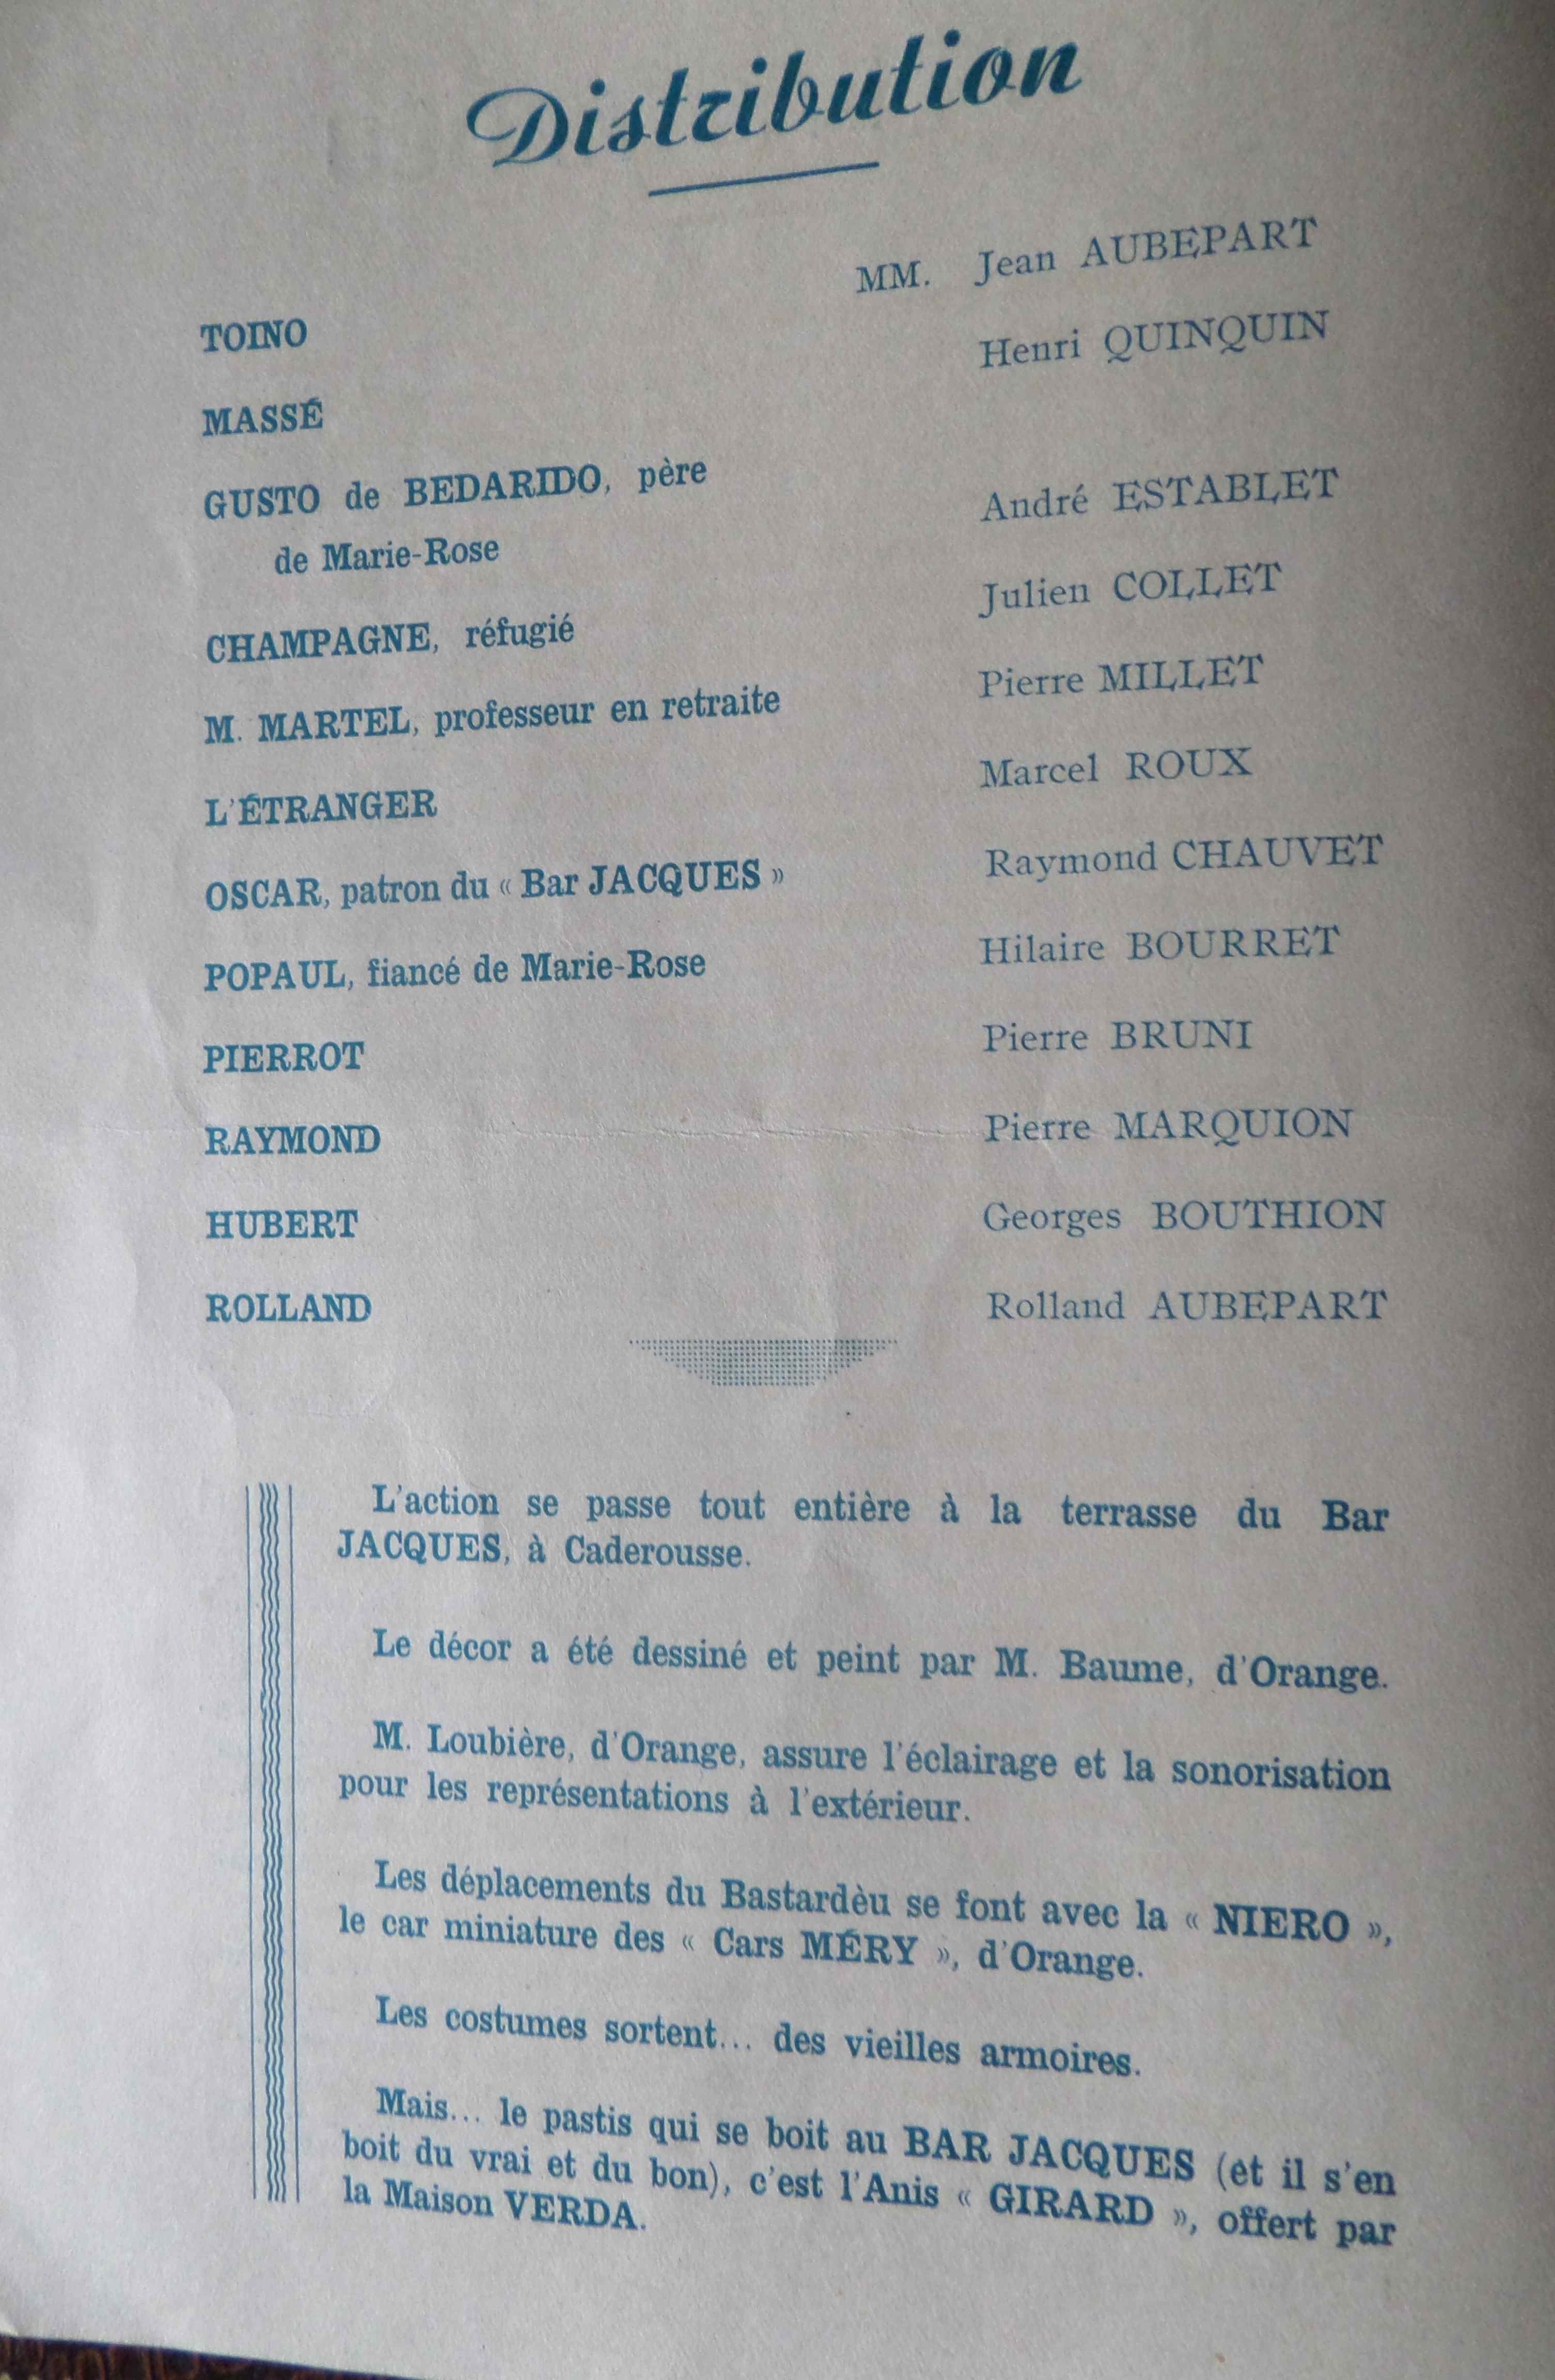 Distribution
TOINO MM. Jean AUBEPART
MASSÉ Henri QUINQUIN
GUSTO de BEDARIDO, père
de Marie-Rose André ESTABLET
CHAMPAGNE, réfugié Julien COLLET
M. MARTEL, professeur en retraite Pierre MILLET
L'ÉTRANGER Marcel ROUX
OSCAR, patron du « Bar JACQUES » Raymond CHAUVET
POPAUL, fiancé de Marie-Rose Hilaire BOURRET
PIERROT Pierre BRUNI
RAYMOND Pierre MARQUION
HUBERT Georges BOUTHION
ROLLAND Rolland AUBEPART
L'action se passe tout entière à la terrasse du Bar
JACQUES, à Caderousse.
Le décor a été dessiné et peint par M. Baume, d'Orange.
M. Loubière, d'Orange, assure l'éclairage et la sonorisation
pour les représentations à l'extérieur.
Les déplacements du Bastardèu se font avec la « NIERO »,
le car miniature des « Cars MÉRY », d'Orange.
Les costumes sortent... des vieilles armoires.
Mais... le pastis qui se boit au BAR JACQUES (et il s'en
boit du vrai et du bon), c'est l'Anis « GIRARD », offert par
la Maison VERDA.